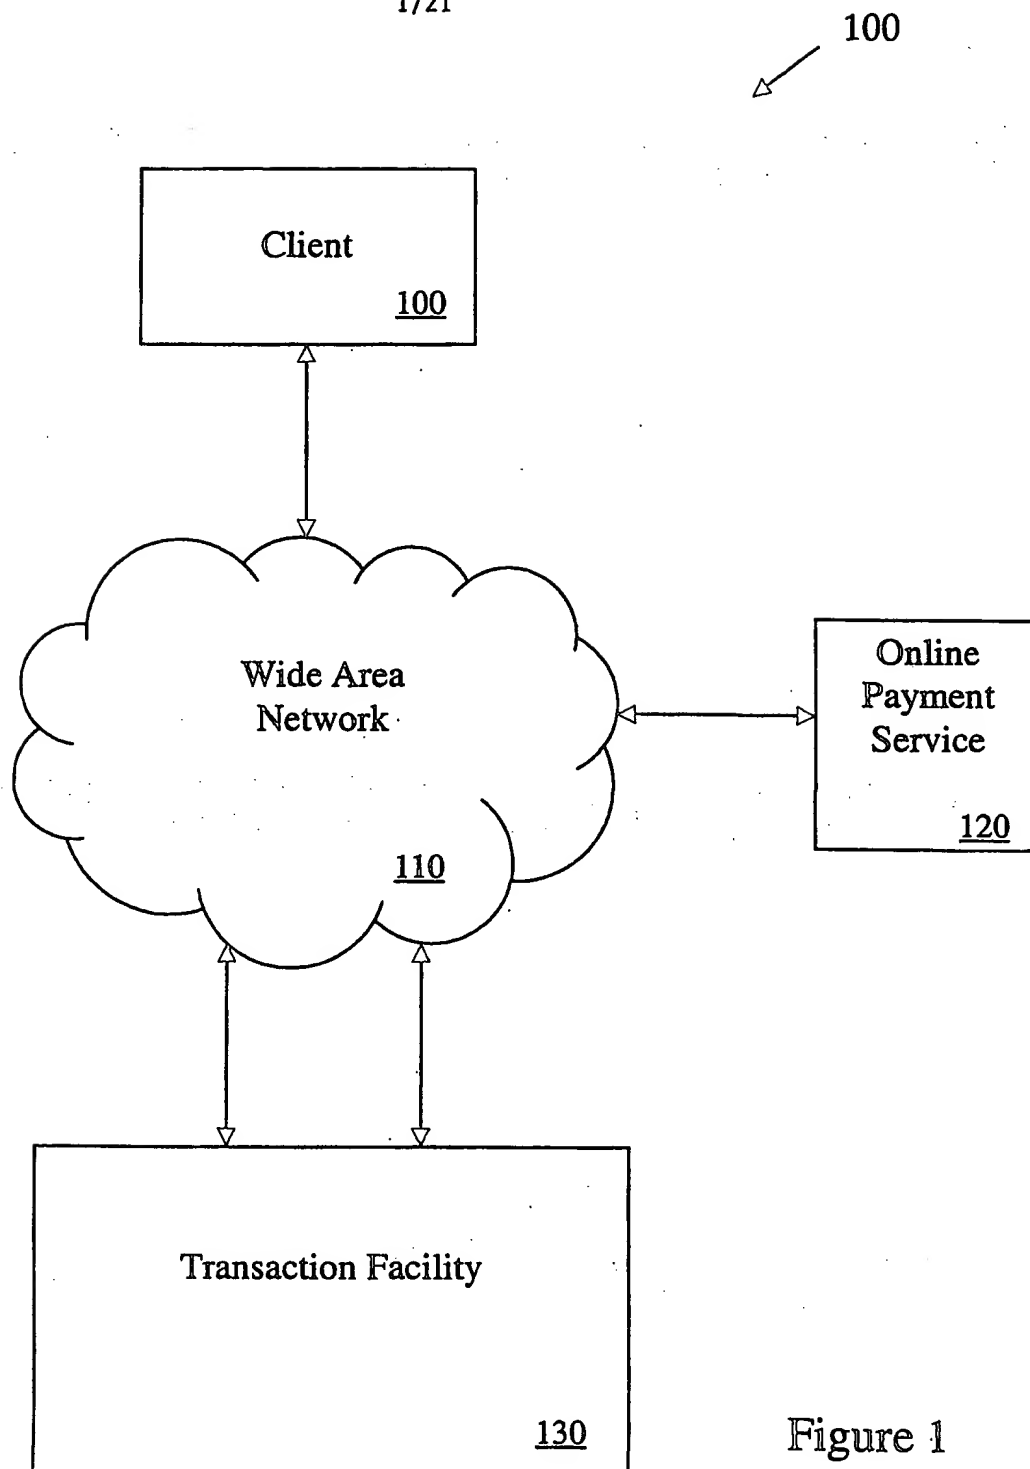 1/21
100
Client
100
Wide Area
Network
110
Online
Payment
Service
120
Transaction Facility
130
Figure 1